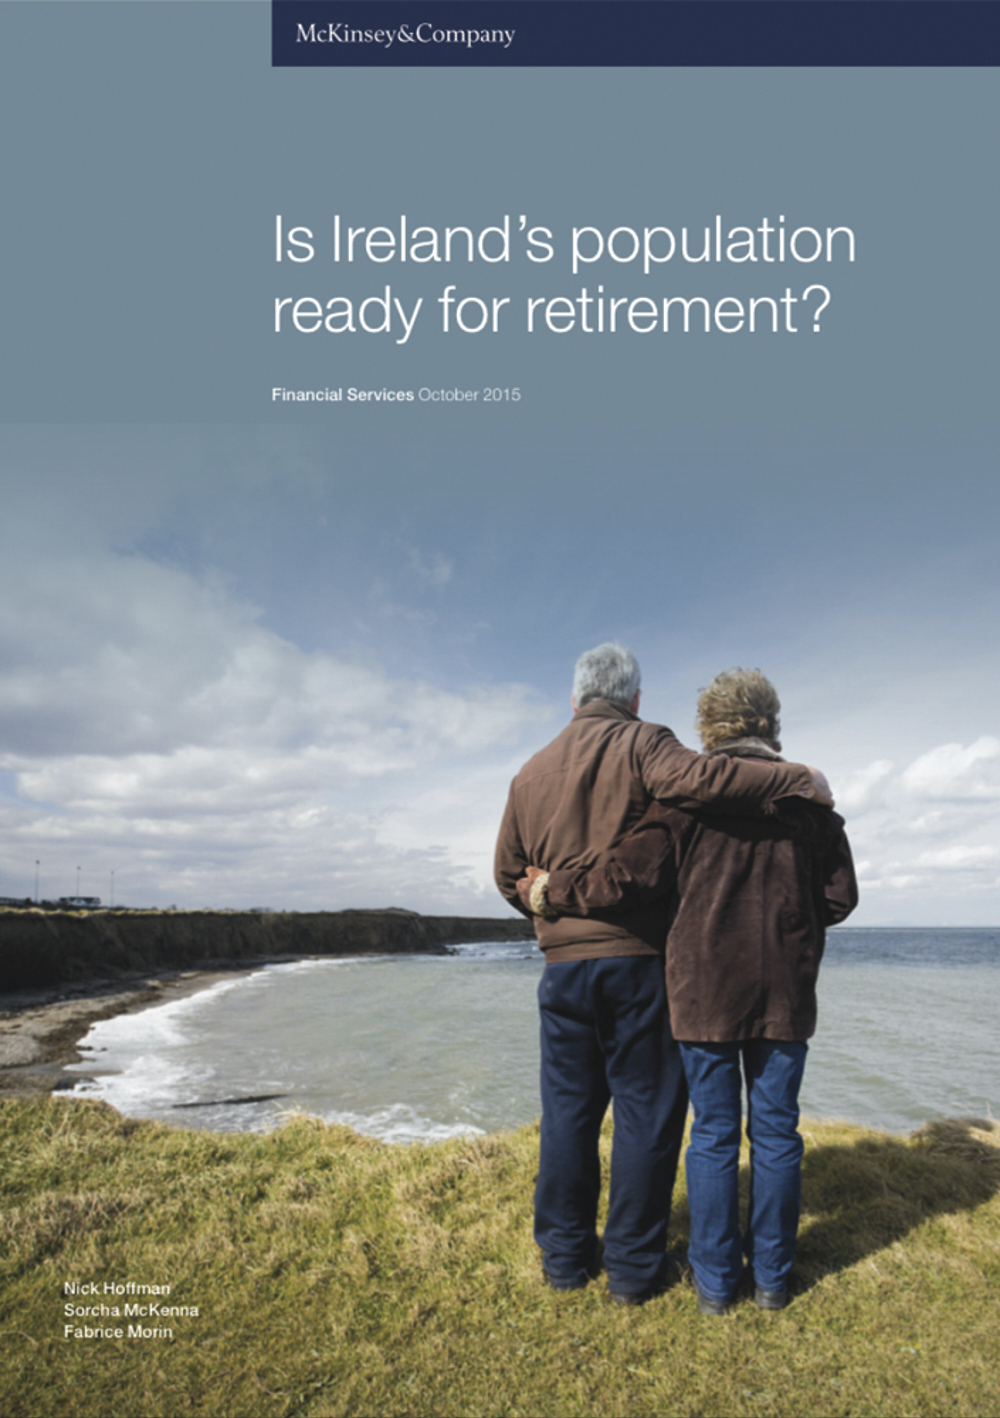 McKinsey&Company
Is Ireland’s population
ready for retirement?
Financial Services October 2015
Nick Hoffman
Sorcha McKenna
Fabrice Morin